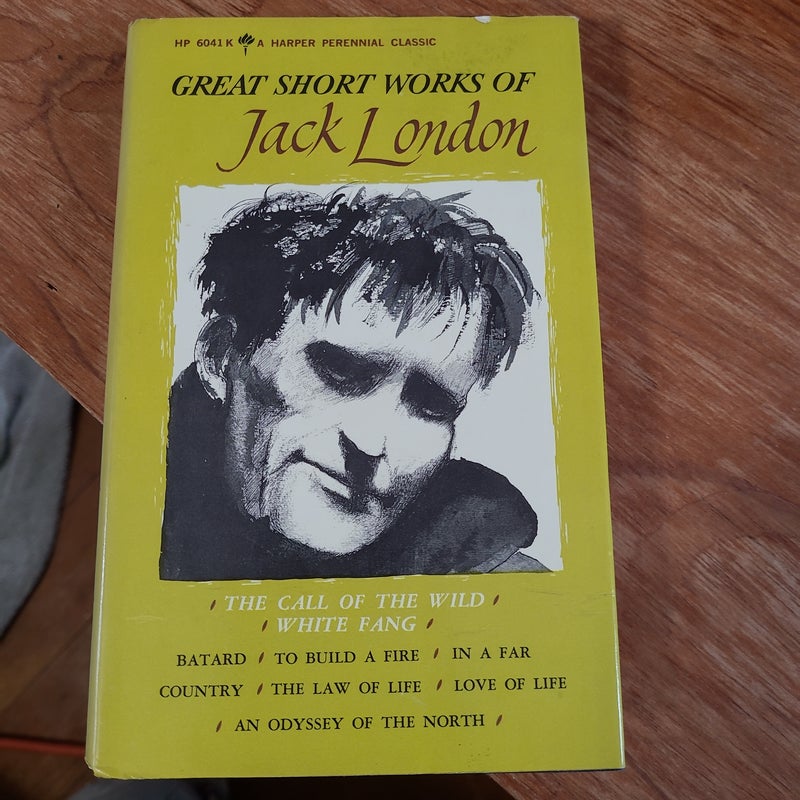 HP 6041 K A HARPER PERENNIAL CLASSIC
GREAT SHORT WORKS OF
Jack London
THE CALL OF THE WILD
WHITE FANG
BATARD TO BUILD A FIRE IN A FAR
COUNTRY THE LAW OF LIFE LOVE OF LIFE
AN ODYSSEY OF THE NORTH